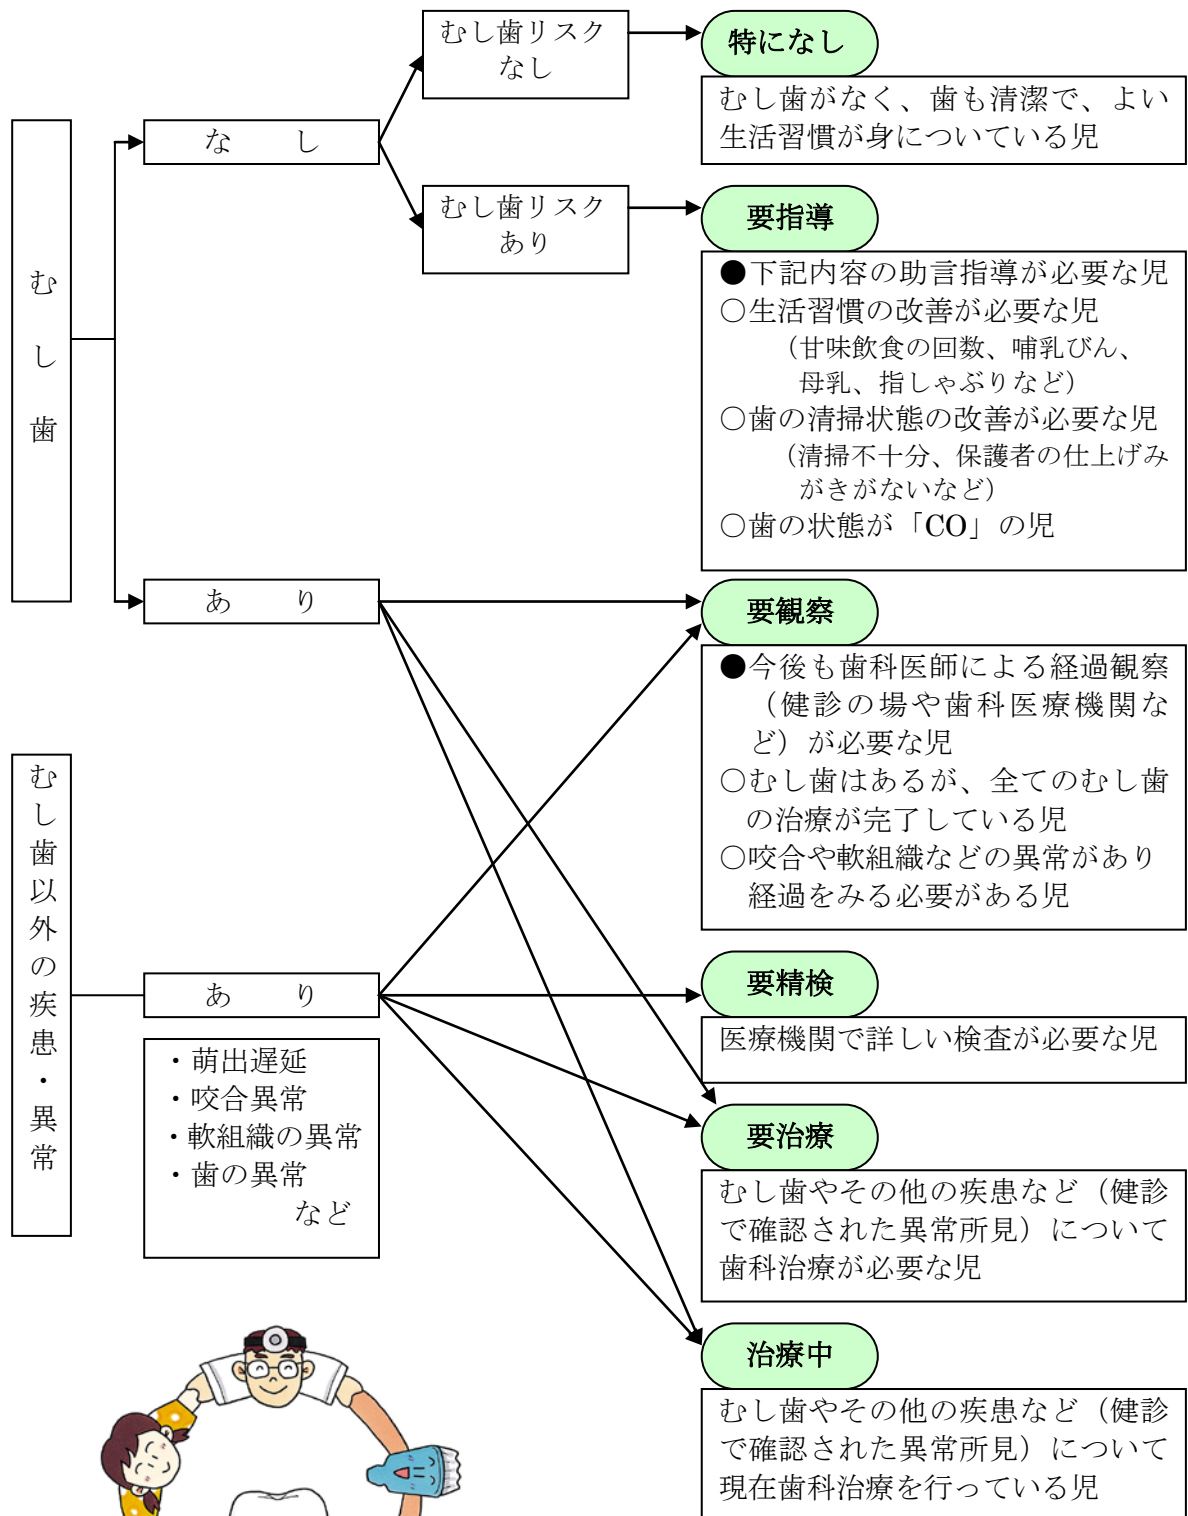 むし歯
な し
むし歯リスク
なし
特になし
むし歯がなく、歯も清潔で、よい
生活習慣が身についている児
むし歯リスク
あり
要指導
●下記内容の助言指導が必要な児
○生活習慣の改善が必要な児
（甘味飲食の回数、哺乳びん、
母乳、指しゃぶりなど）
○歯の清掃状態の改善が必要な児
（清掃不十分、保護者の仕上げみ
がきがないなど）
○歯の状態が「CO」の児
あ り
要観察
●今後も歯科医師による経過観察
（健診の場や歯科医療機関な
ど）が必要な児
○むし歯はあるが、全てのむし歯
の治療が完了している児
○咬合や軟組織などの異常があり
経過をみる必要がある児
むし歯以外の疾患・異常
あ り
・萌出遅延
・咬合異常
・軟組織の異常
・歯の異常
など
要精検
医療機関で詳しい検査が必要な児
要治療
むし歯やその他の疾患など（健診
で確認された異常所見）について
歯科治療が必要な児
治療中
むし歯やその他の疾患など（健診
で確認された異常所見）について
現在歯科治療を行っている児